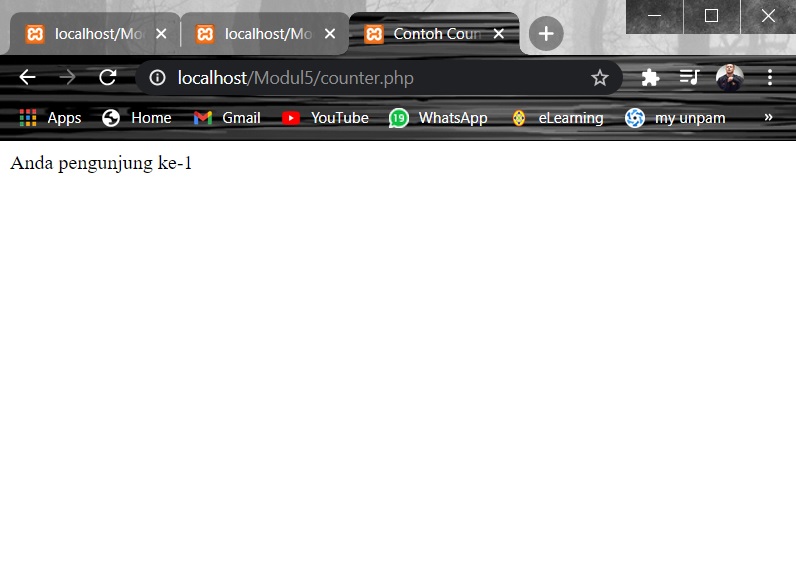 localhost/Mo
localhost/Mo
Contoh Coun
localhost/Modul5/counter.php
Apps
Home
Gmail
YouTube
19
WhatsApp
eLearning
my unpam
»
Anda pengunjung ke-1